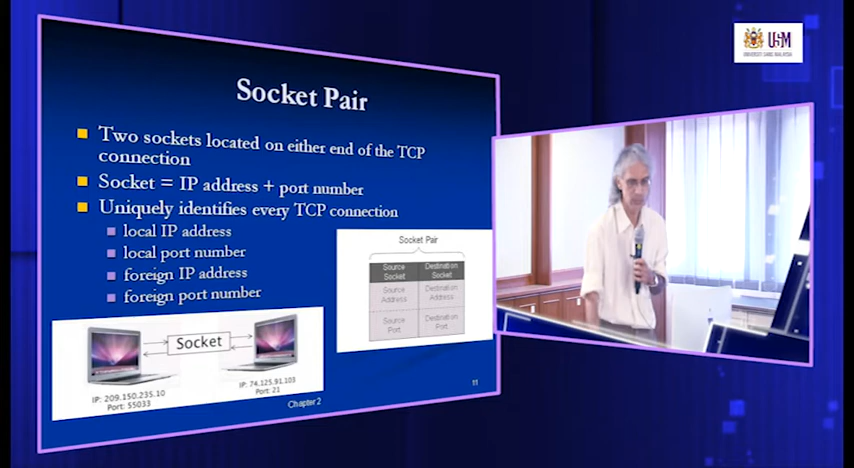 USM
UNIVERSITI SAINS MALAYSIA
Socket Pair
Two sockets located on either end of the TCP
connection
Socket = IP address + port number
Uniquely identifies every TCP connection
local IP address
local port number
foreign IP address
foreign port number
Socket Pair
Source Socket
Destination Socket
Source Address
Destination Address
Source Port
Destination Port
Socket
IP: 209.150.235.10
Port: 55033
IP: 74.125.91.103
Port: 21
Chapter 2
11